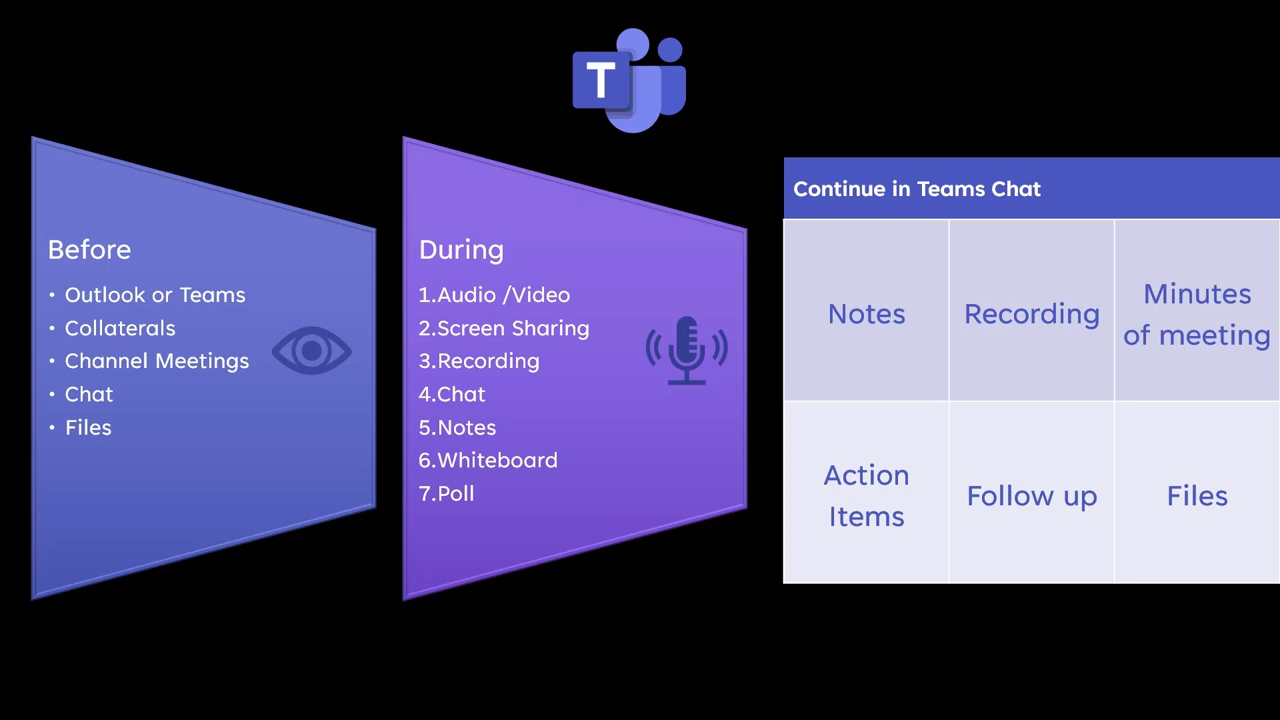 T
Before
• Outlook or Teams
• Collaterals
• Channel Meetings
• Chat
• Files
During
1.Audio /Video
2.Screen Sharing
3.Recording
4.Chat
5.Notes
6.Whiteboard
7.Poll
Continue in Teams Chat
Notes
Recording
Minutes
of meeting
Action
Items
Follow up
Files